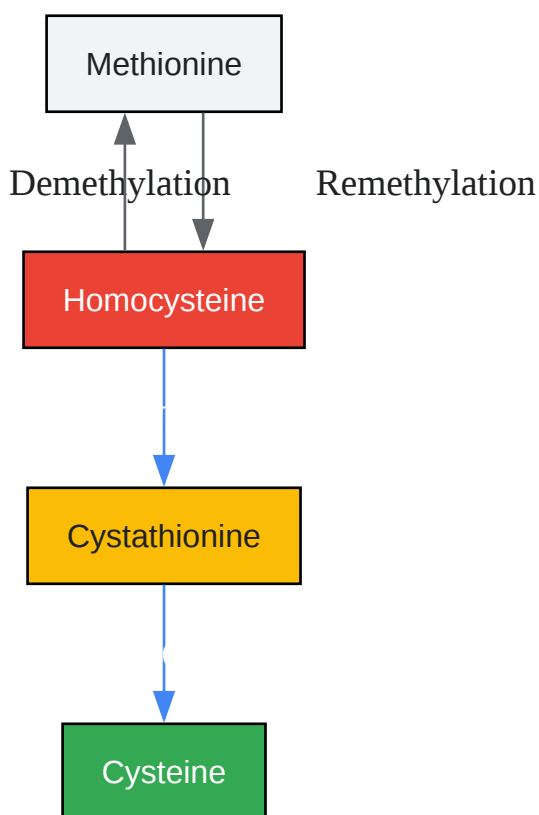 Methionine
Demethylation Remethylation
Homocysteine
Cystathionine
Cysteine